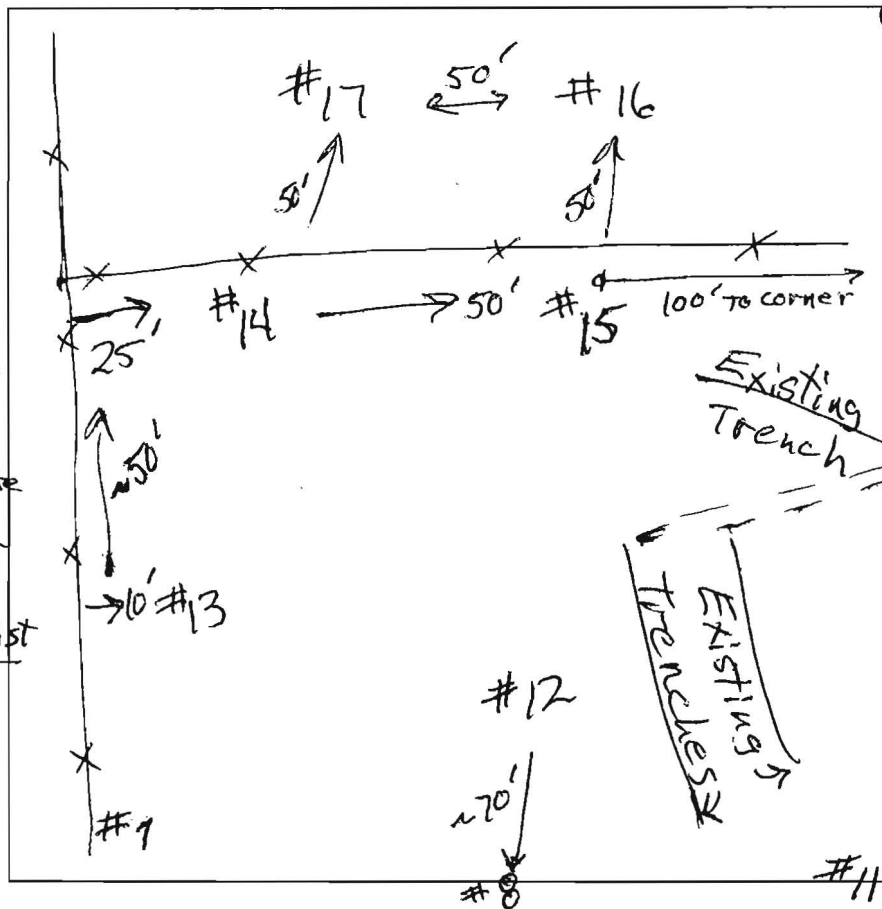 #17 50' #16
50' 50'
#14 50' #15 100' TO corner
25'
Existing
Trench
~50'
10' #13
Existing
Trenches
#12
~70'
#9
#8
#11